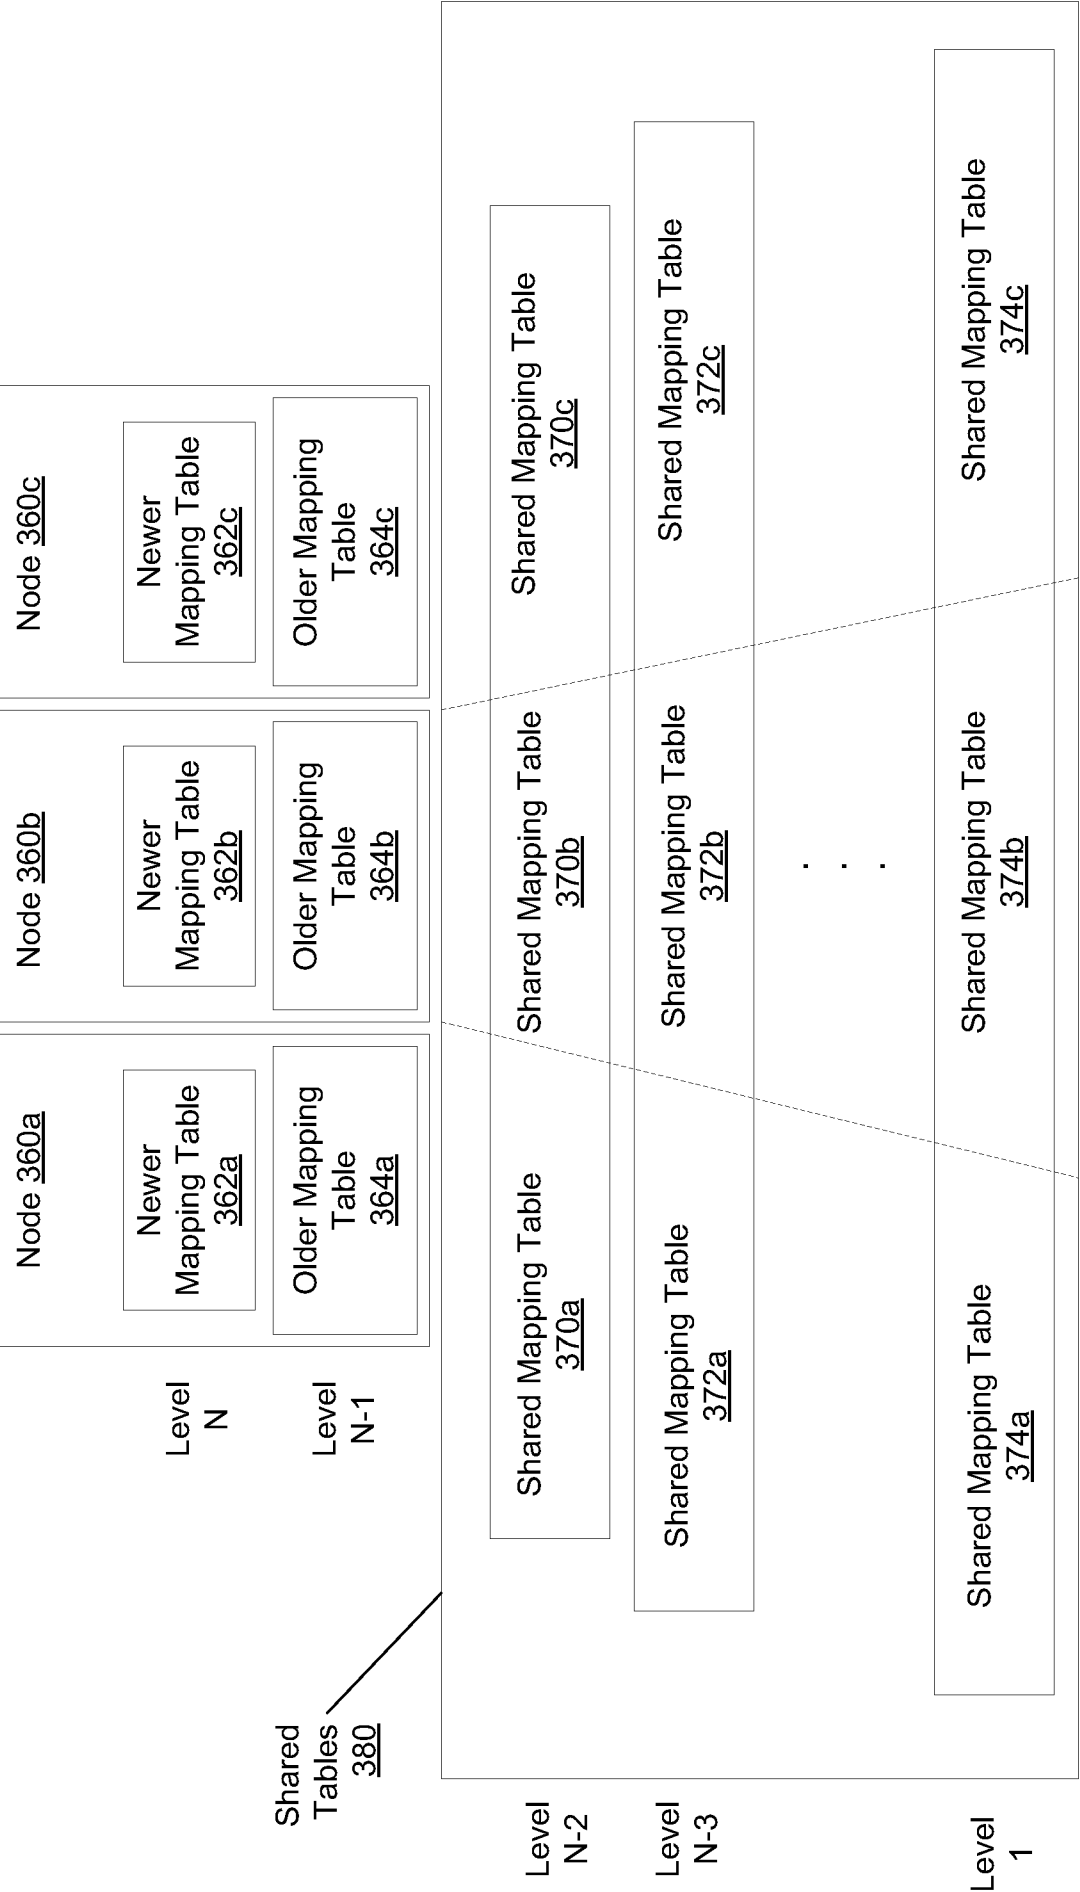 Node 360a
Node 360b
Node 360c
Level
N
Newer
Mapping Table
362a
Newer
Mapping Table
362b
Newer
Mapping Table
362c
Level
N-1
Older Mapping
Table
364a
Older Mapping
Table
364b
Older Mapping
Table
364c
Shared
Tables
380
Level
N-2
Shared Mapping Table
370a
Shared Mapping Table
370b
Shared Mapping Table
370c
Level
N-3
Shared Mapping Table
372a
Shared Mapping Table
372b
Shared Mapping Table
372c
. . .
Level
1
Shared Mapping Table
374a
Shared Mapping Table
374b
Shared Mapping Table
374c